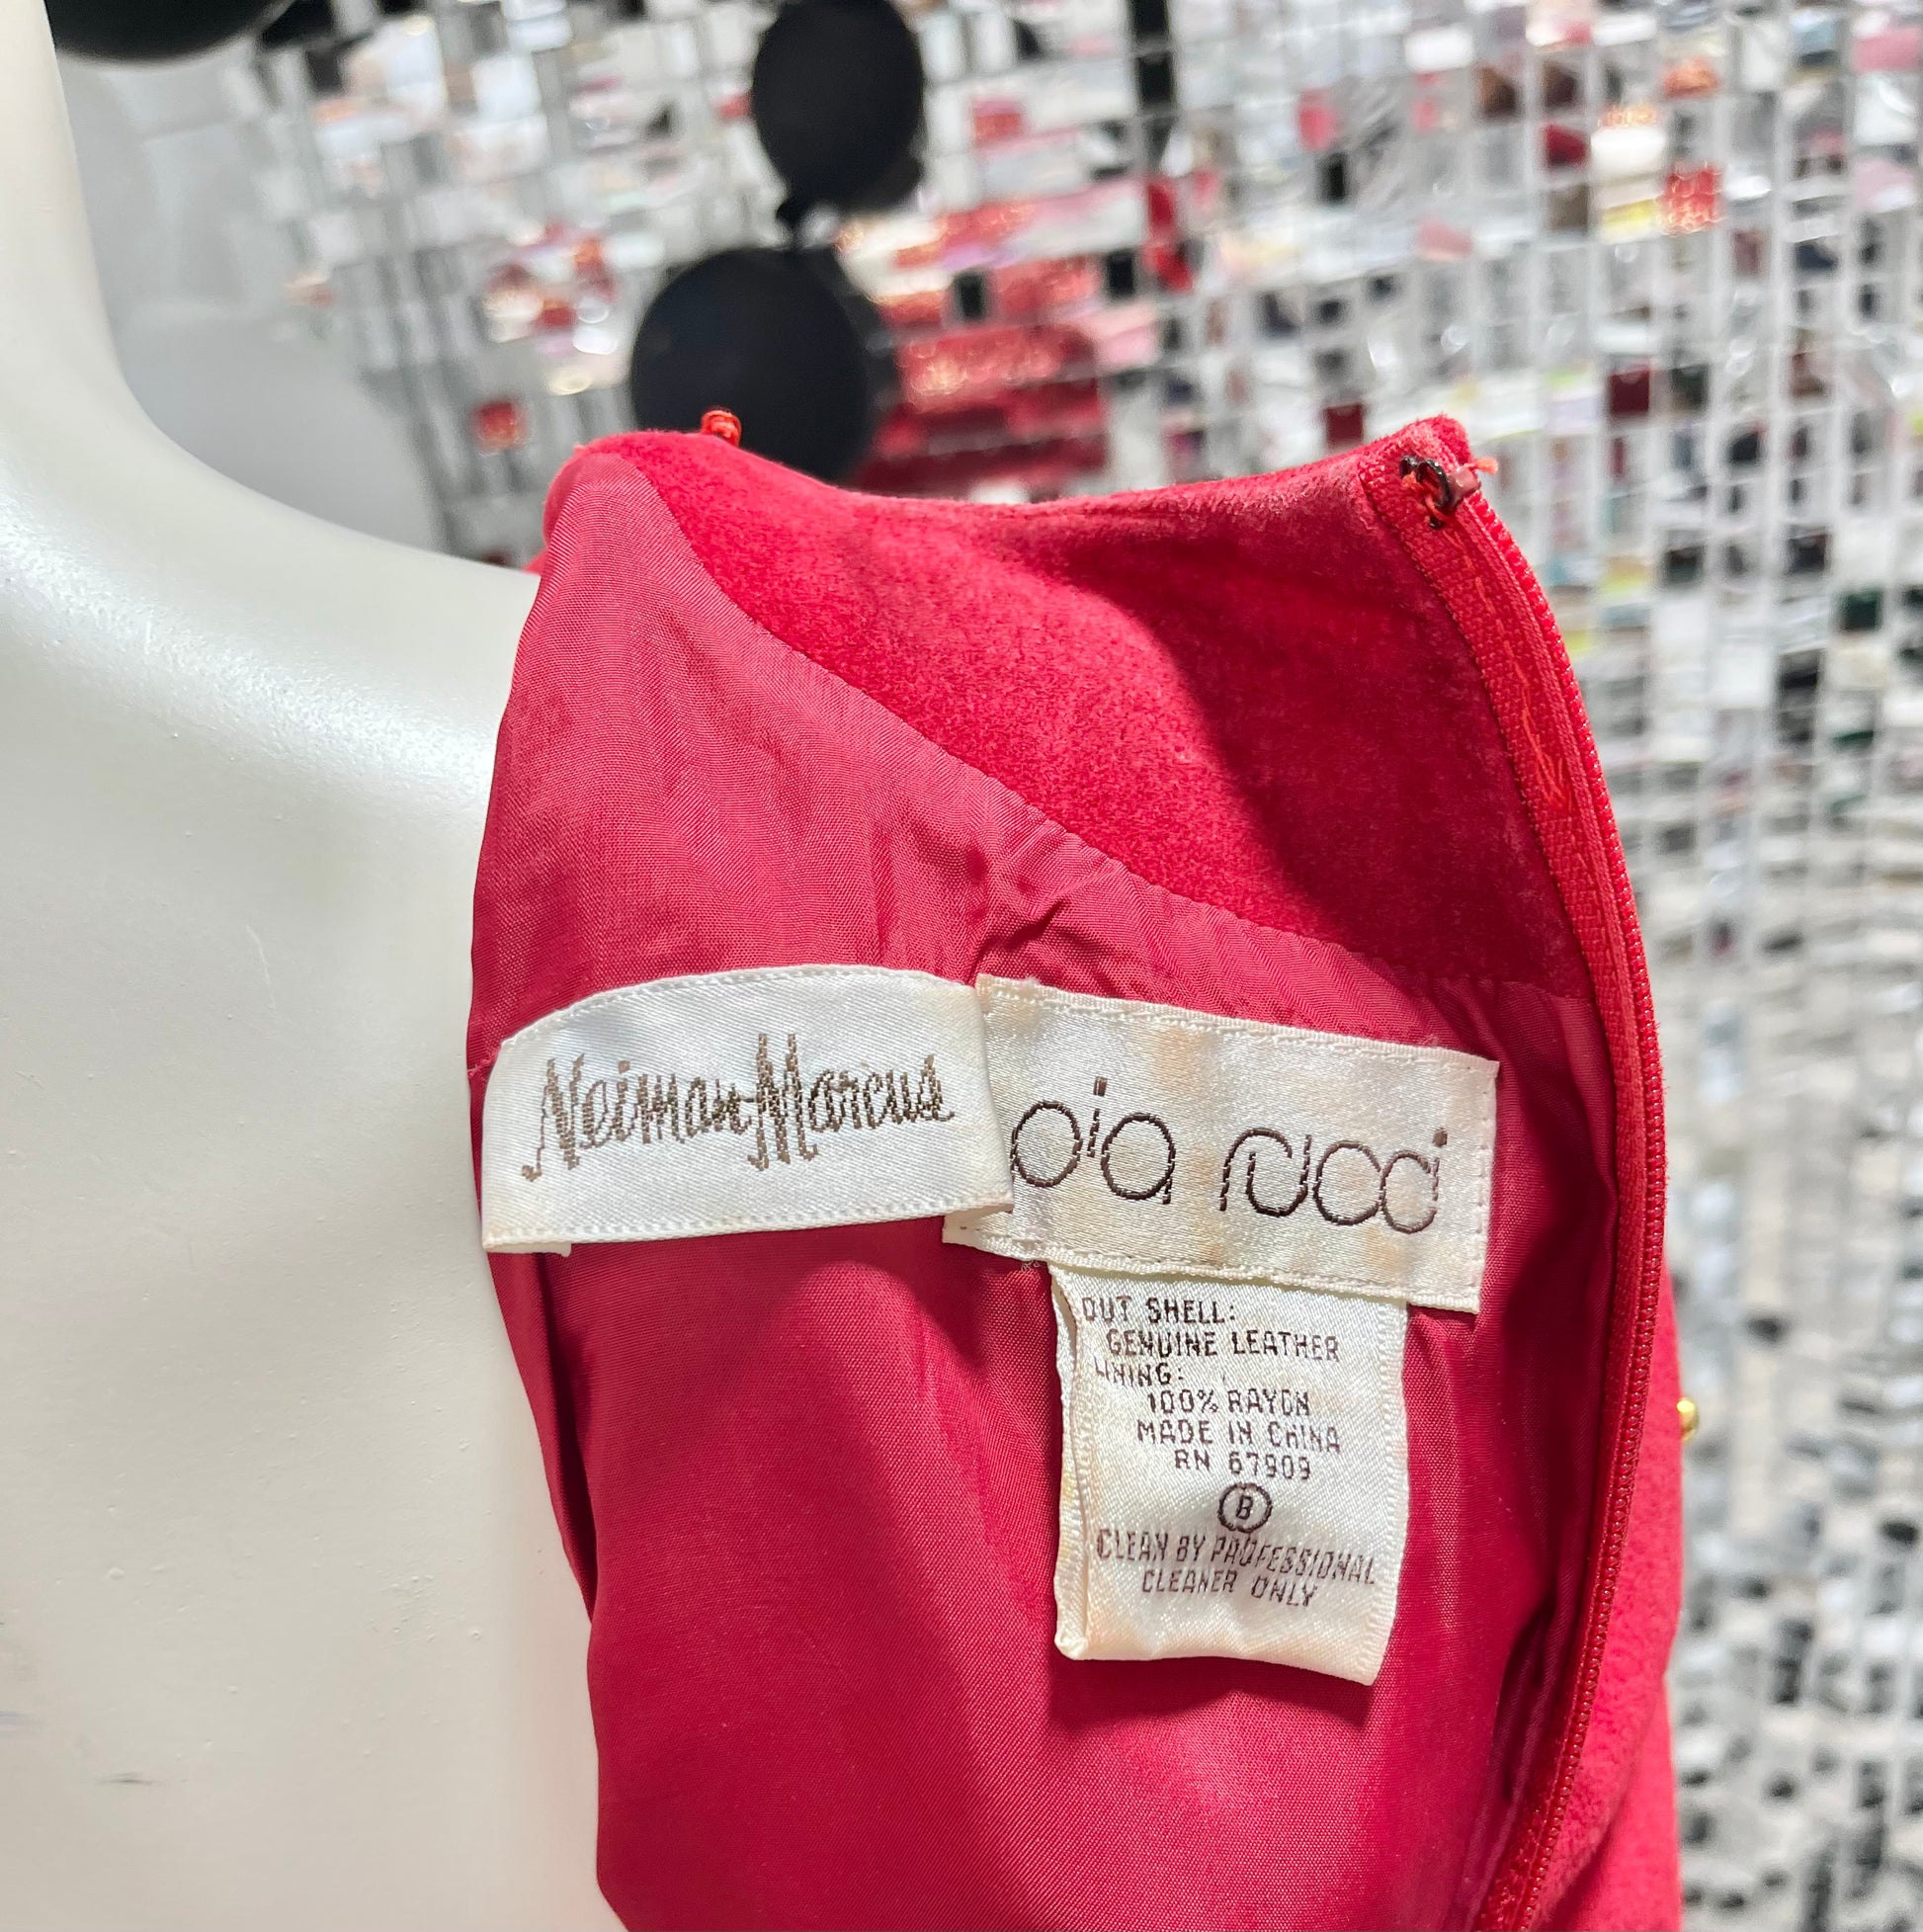 Neiman-Marcus
pia rucci
OUT SHELL:
GENUINE LEATHER
LINING:
100% RAYON
MADE IN CHINA
RN 67909
B
CLEAN BY PROFESSIONAL
CLEANER ONLY